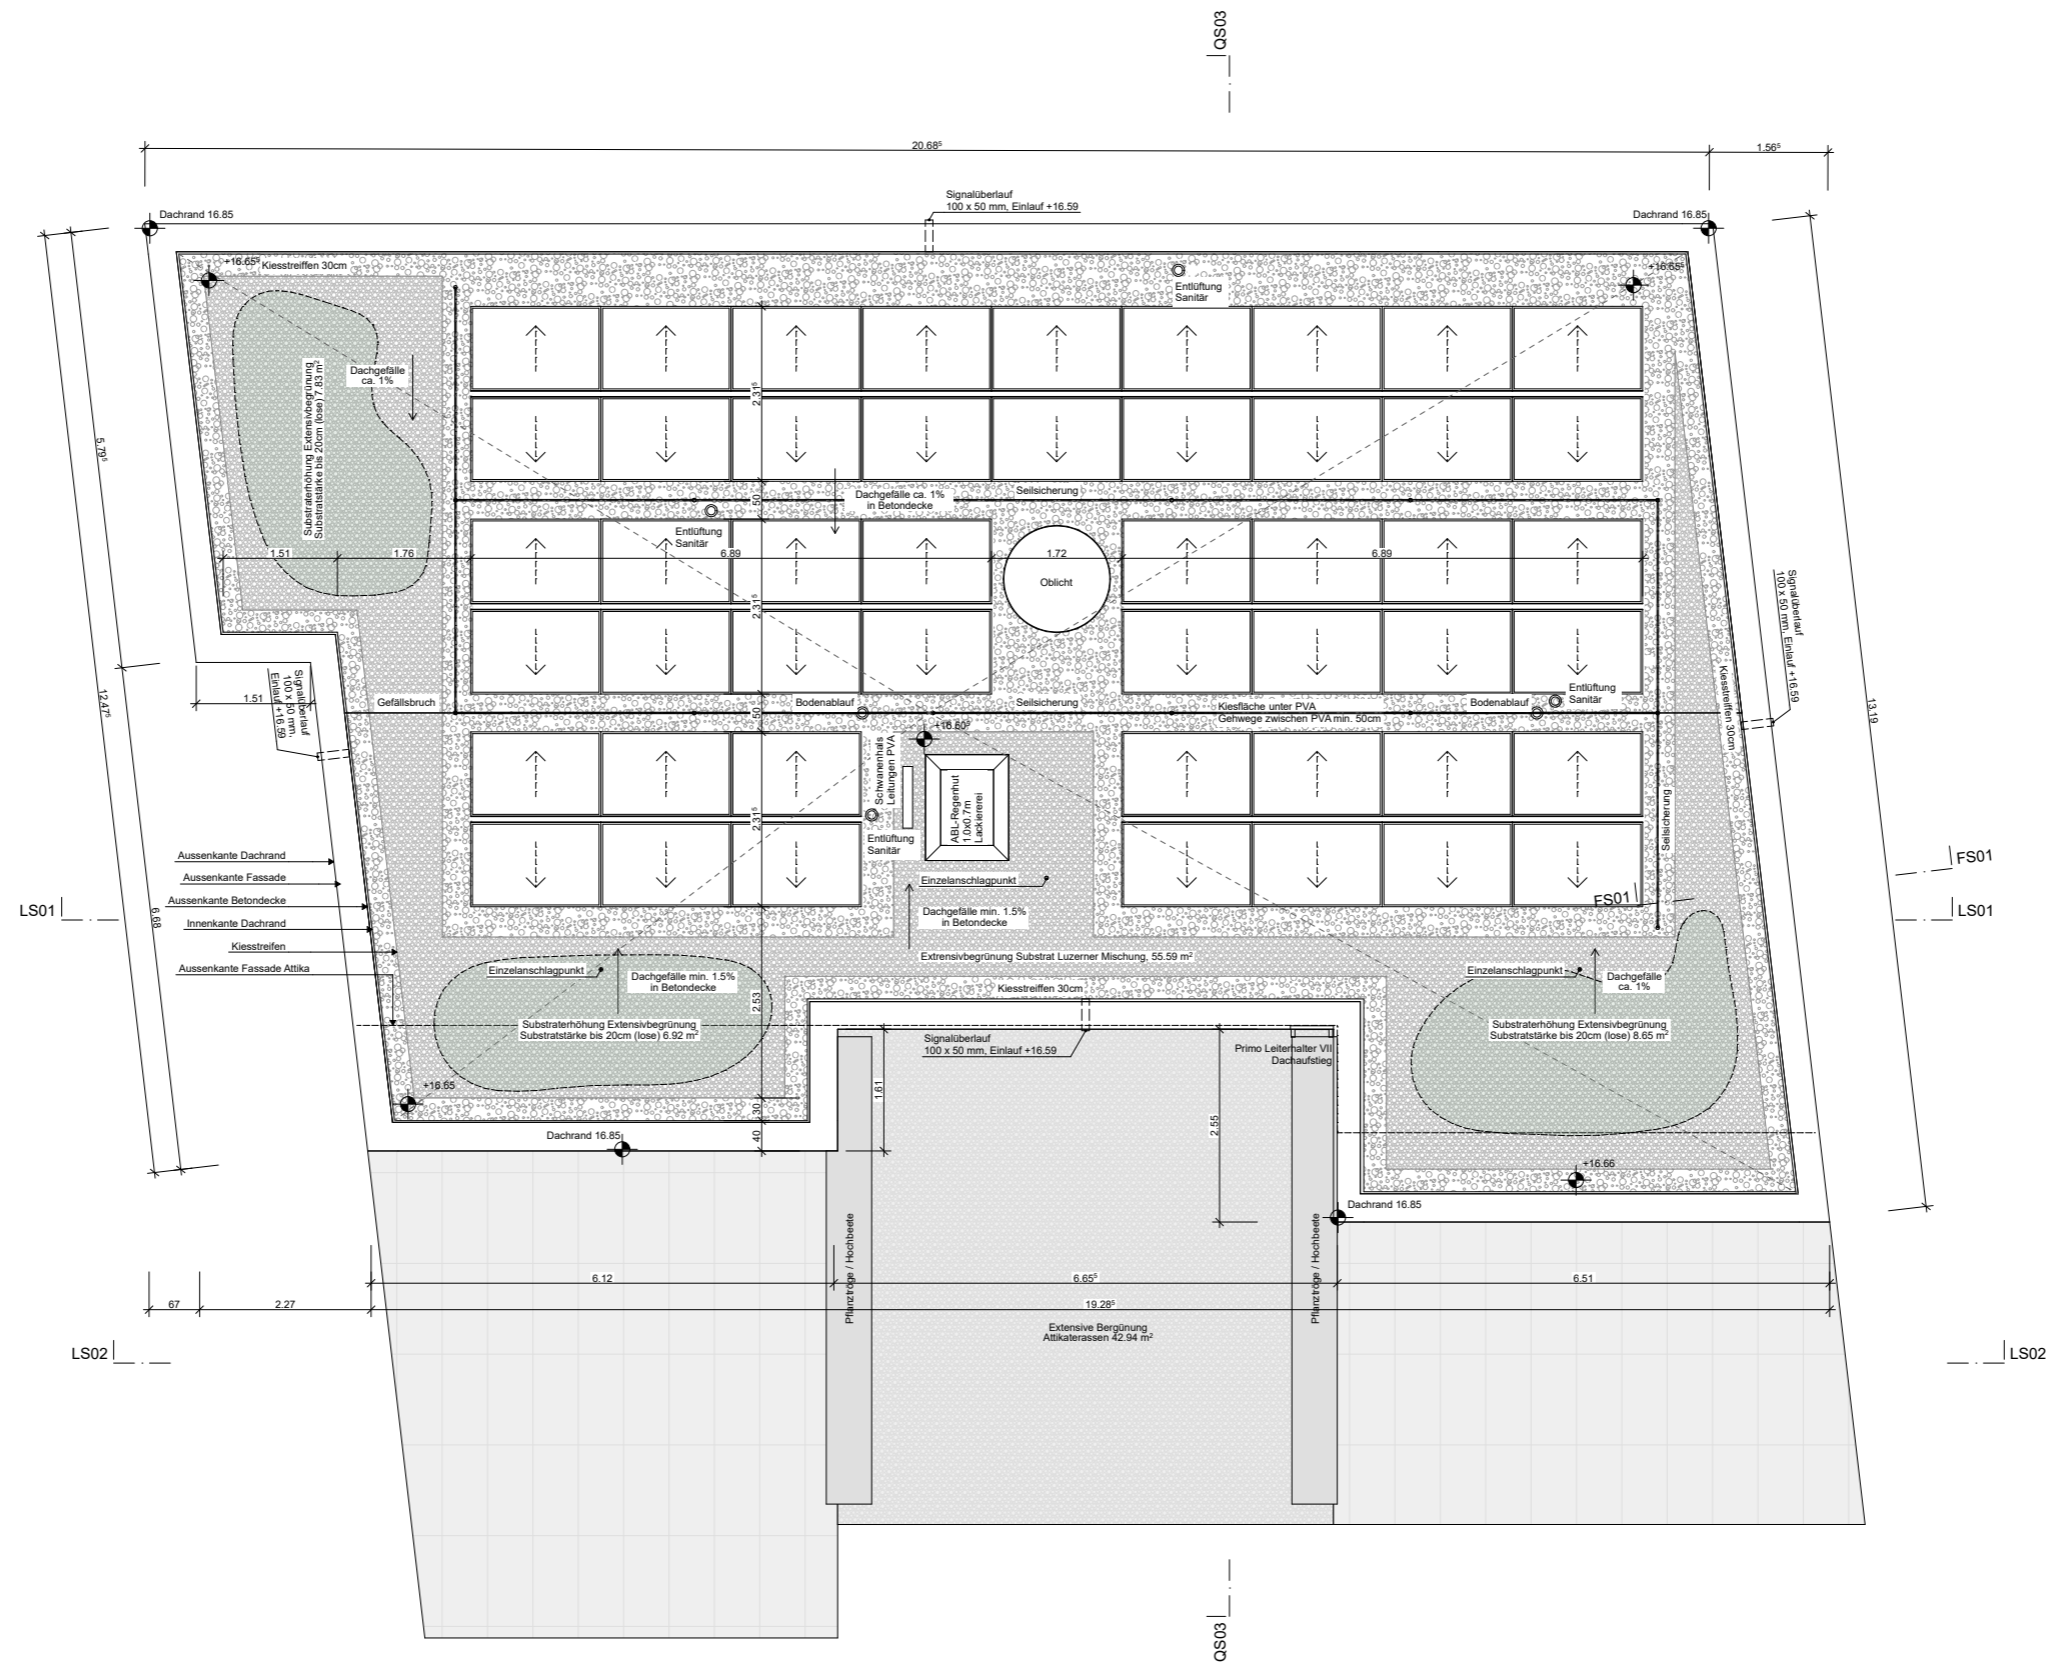 QS03
20.68⁵
1.56⁵
Signalüberlauf
100 x 50 mm, Einlauf +16.59
Dachrand 16.85
Dachrand 16.85
+16.65⁵
Kiesstreiffen 30cm
+16.65⁵
Entlüftung
Sanitär
Dachgefälle
ca. 1%
Substraterhöhung Extensivbegrünung
Substratstärke bis 20cm (lose) 7.83 m²
2.31⁵
5.79⁵
12.47⁵
6.68
50
Dachgefälle ca. 1%
in Betondecke
Seilsicherung
Entlüftung
Sanitär
1.51
1.76
6.89
1.72
6.89
Oblicht
2.31⁵
Signalüberlauf
100 x 50 mm, Einlauf +16.59
13.19
1.51
Signalüberlauf
100 x 50 mm,
Einlauf +16.59
Gefällsbruch
50
Bodenablauf
Seilsicherung
Kiesfläche unter PVA
Gehwege zwischen PVA min. 50cm
Bodenablauf
Entlüftung
Sanitär
Kiesstreiffen 30cm
+16.60⁵
Schwanenhals
Leitungen PVA
ABL-Regenhut
1.0x0.7m
Lackiererei
2.31⁵
Entlüftung
Sanitär
Seilsicherung
Aussenkante Dachrand
Aussenkante Fassade
Aussenkante Betondecke
Innenkante Dachrand
Kiesstreifen
Aussenkante Fassade Attika
Einzelanschlagpunkt
FS01
FS01
LS01
LS01
Dachgefälle min. 1.5%
in Betondecke
Extrensivbegrünung Substrat Luzerner Mischung, 55.59 m²
Einzelanschlagpunkt
Dachgefälle min. 1.5%
in Betondecke
Einzelanschlagpunkt
Dachgefälle
ca. 1%
Kiesstreiffen 30cm
2.53
Substraterhöhung Extensivbegrünung
Substratstärke bis 20cm (lose) 6.92 m²
Signalüberlauf
100 x 50 mm, Einlauf +16.59
Primo Leiterhalter VII
Dachaufstieg
Substraterhöhung Extensivbegrünung
Substratstärke bis 20cm (lose) 8.65 m²
+16.65
1.61
30
40
2.55
Dachrand 16.85
+16.66
Dachrand 16.85
Pflanztröge / Hochbeete
Pflanztröge / Hochbeete
6.12
6.65⁵
6.51
67
2.27
19.28⁵
Extensive Bergünung
Attikaterassen 42.94 m²
LS02
LS02
QS03